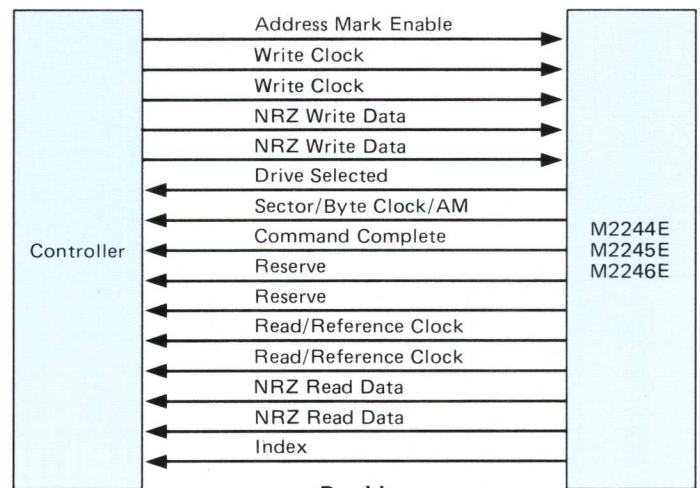 Address Mark Enable
Write Clock
Write Clock
NRZ Write Data
NRZ Write Data
Drive Selected
Sector/Byte Clock/AM
Command Complete
Reserve
Reserve
Read/Reference Clock
Read/Reference Clock
NRZ Read Data
NRZ Read Data
Index
Controller
M2244E
M2245E
M2246E